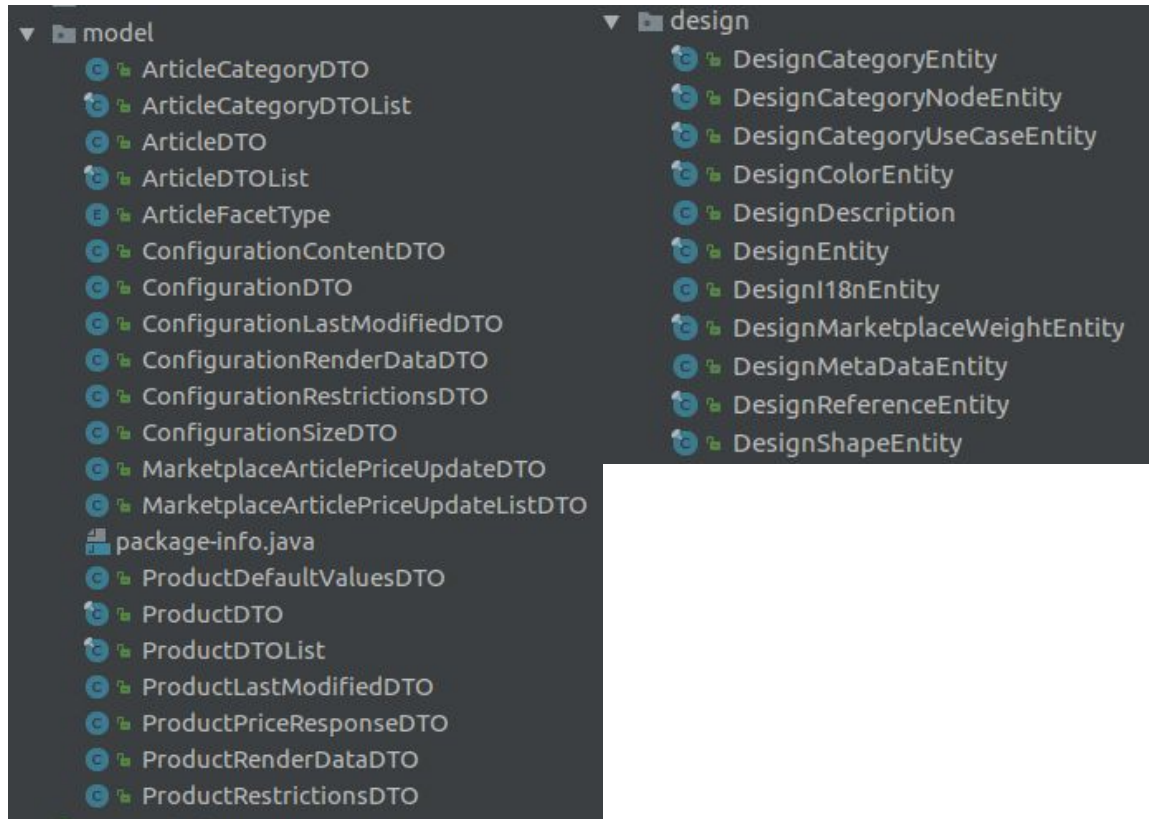 model
ArticleCategoryDTO
ArticleCategoryDTOList
ArticleDTO
ArticleDTOList
ArticleFacetType
ConfigurationContentDTO
ConfigurationDTO
ConfigurationLastModifiedDTO
ConfigurationRenderDataDTO
ConfigurationRestrictionsDTO
ConfigurationSizeDTO
MarketplaceArticlePriceUpdateDTO
MarketplaceArticlePriceUpdateListDTO
package-info.java
ProductDefaultValuesDTO
ProductDTO
ProductDTOList
ProductLastModifiedDTO
ProductPriceResponseDTO
ProductRenderDataDTO
ProductRestrictionsDTO
design
DesignCategoryEntity
DesignCategoryNodeEntity
DesignCategoryUseCaseEntity
DesignColorEntity
DesignDescription
DesignEntity
DesignI18nEntity
DesignMarketplaceWeightEntity
DesignMetaDataEntity
DesignReferenceEntity
DesignShapeEntity